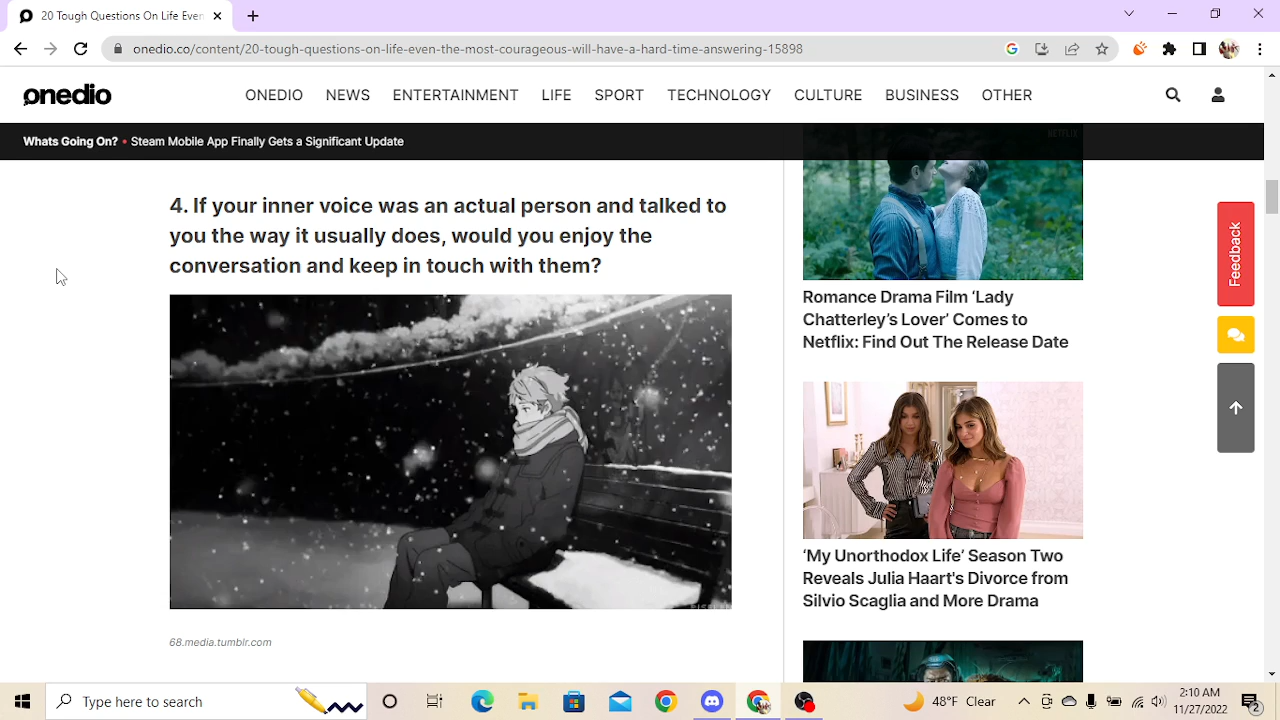 20 Tough Questions On Life Even
onedio.co/content/20-tough-questions-on-life-even-the-most-courageous-will-have-a-hard-time-answering-15898
onedio
ONEDIO NEWS ENTERTAINMENT LIFE SPORT TECHNOLOGY CULTURE BUSINESS OTHER
Whats Going On? • Steam Mobile App Finally Gets a Significant Update
NETFLIX
4. If your inner voice was an actual person and talked to
you the way it usually does, would you enjoy the
conversation and keep in touch with them?
68.media.tumblr.com
Romance Drama Film ‘Lady
Chatterley’s Lover’ Comes to
Netflix: Find Out The Release Date
‘My Unorthodox Life’ Season Two
Reveals Julia Haart's Divorce from
Silvio Scaglia and More Drama
Feedback
Type here to search
48°F Clear
2:10 AM
11/27/2022
2